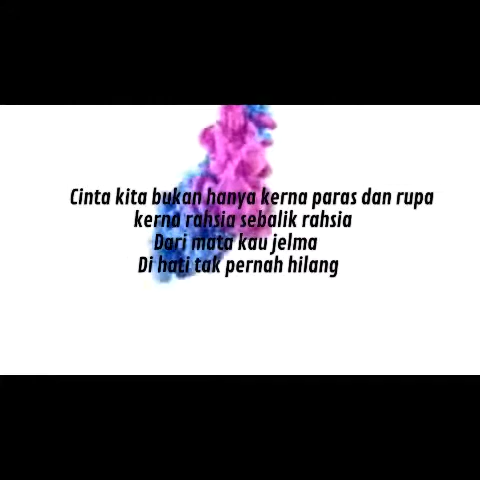 Cinta kita bukan hanya kerna paras dan rupa
kerna rahsia sebalik rahsia
Dari mata kau jelma
Di hati tak pernah hilang